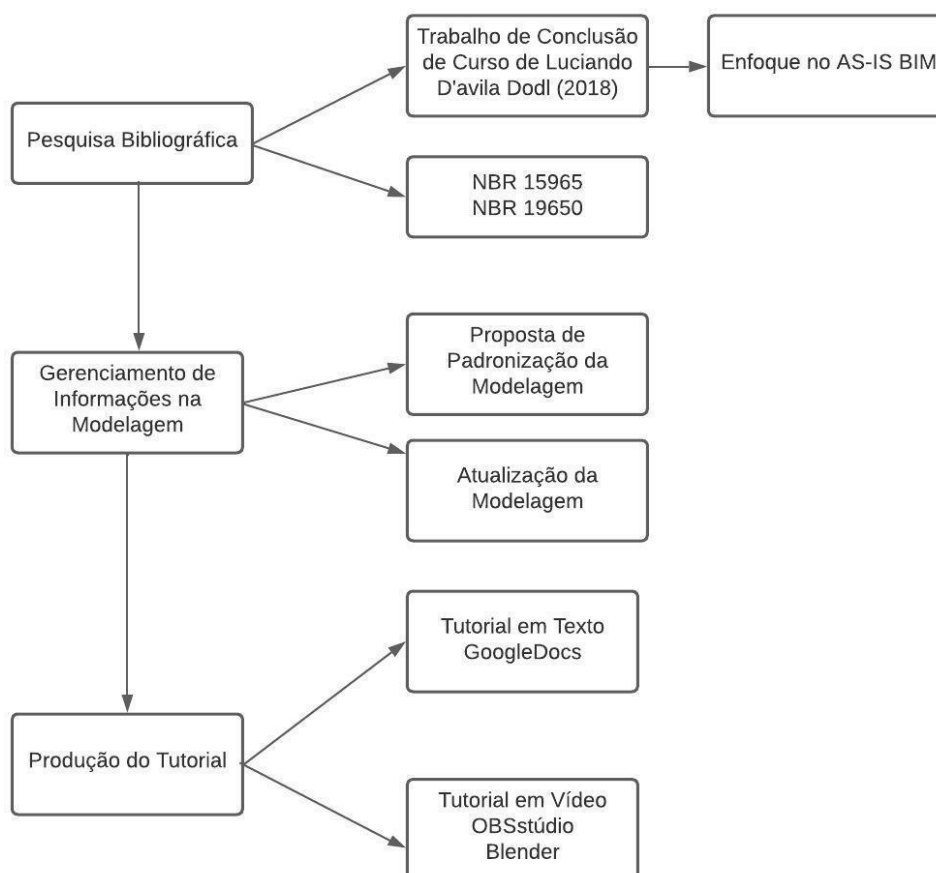 Trabalho de Conclusão
de Curso de Luciando
D'avila Dodl (2018)
Enfoque no AS-IS BIM
Pesquisa Bibliográfica
NBR 15965
NBR 19650
Proposta de
Padronização da
Modelagem
Gerenciamento de
Informações na
Modelagem
Atualização da
Modelagem
Tutorial em Texto
GoogleDocs
Produção do Tutorial
Tutorial em Vídeo
OBSstúdio
Blender